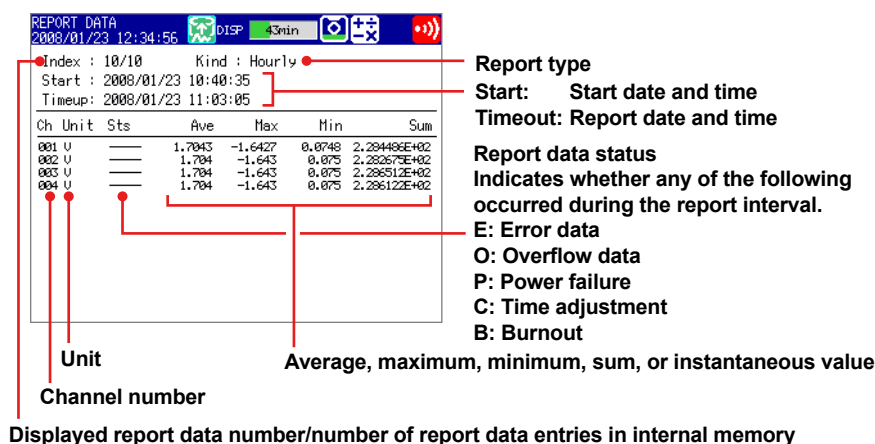 REPORT DATA
2008/01/23 12:34:56 DISP 43min
Index : 10/10 Kind : Hourly
Start : 2008/01/23 10:40:35
Timeup: 2008/01/23 11:03:05
Ch Unit Sts Ave Max Min Sum
001 V 1.7043 -1.6427 0.0748 2.284486E+02
002 V 1.704 -1.643 0.075 2.282675E+02
003 V 1.704 -1.643 0.075 2.286512E+02
004 V 1.704 -1.643 0.075 2.286122E+02
Report type
Start: Start date and time
Timeout: Report date and time
Report data status
Indicates whether any of the following
occurred during the report interval.
E: Error data
O: Overflow data
P: Power failure
C: Time adjustment
B: Burnout
Unit
Average, maximum, minimum, sum, or instantaneous value
Channel number
Displayed report data number/number of report data entries in internal memory